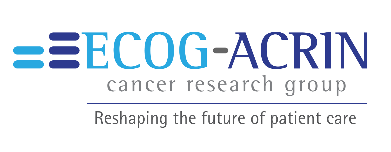 ECOG-ACRIN
cancer research group
Reshaping the future of patient care